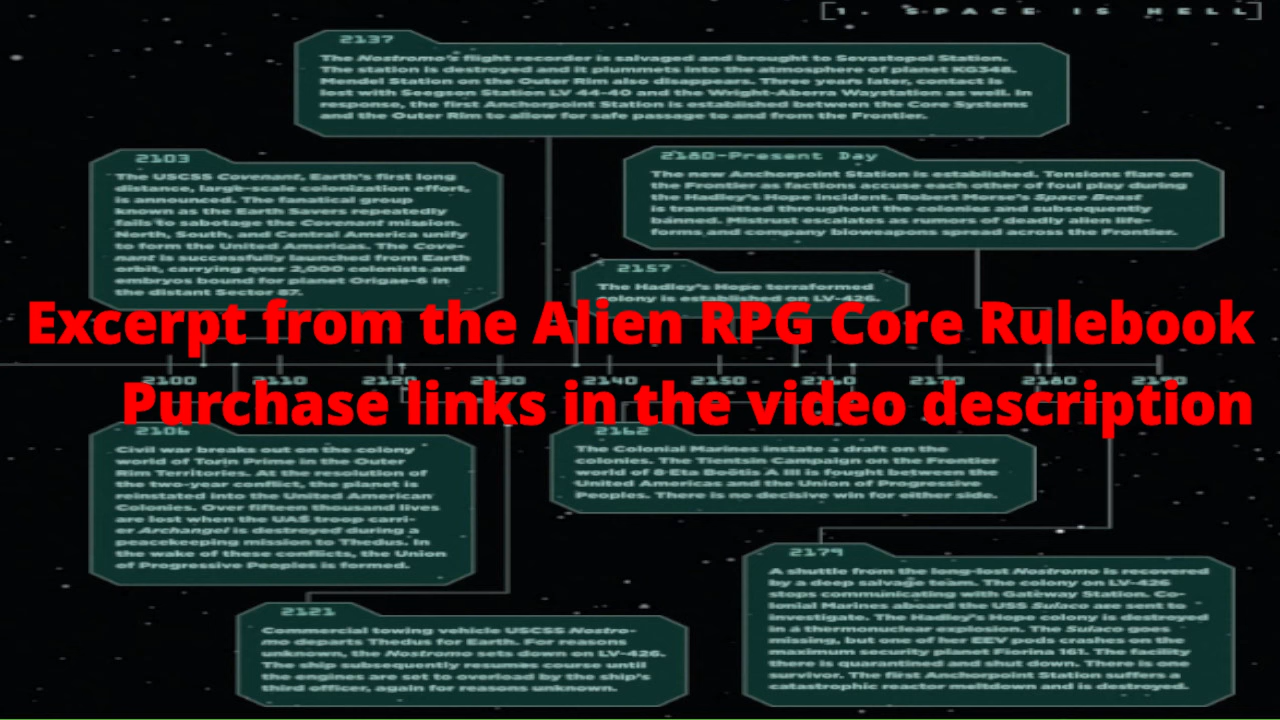 [1. SPACE IS HELL]
2137
The Nostromo's flight recorder is salvaged and brought to Sevastopol Station.
The station is destroyed and it plummets into the atmosphere of planet KG348.
Mendel Station on the Outer Rim also disappears. Three years later, contact is
lost with Seegson Station LV 44-40 and the Wright-Aberra Waystation as well. In
response, the first Anchorpoint Station is established between the Core Systems
and the Outer Rim to allow for safe passage to and from the Frontier.
2103
The USCSS Covenant, Earth's first long
distance, large-scale colonization effort,
is announced. The fanatical group
known as the Earth Savers repeatedly
fails to sabotage the Covenant mission.
North, South, and Central America unify
to form the United Americas. The Cove-
nant is successfully launched from Earth
orbit, carrying over 2,000 colonists and
embryos bound for planet Origae-6 in
the distant Sector 87.
2180-Present Day
The new Anchorpoint Station is established. Tensions flare on
the Frontier as factions accuse each other of foul play during
the Hadley's Hope incident. Robert Morse's Space Beast
is transmitted throughout the colonies and subsequently
banned. Mistrust escalates as rumors of deadly alien life-
forms and company bioweapons spread across the Frontier.
2157
The Hadley's Hope terraformed
colony is established on LV-426.
Excerpt from the Alien RPG Core Rulebook
2100 2110 2120 2130 2140 2150 2160 2170 2180 2190
Purchase links in the video description
2106
Civil war breaks out on the colony
world of Torin Prime in the Outer
Rim Territories. At the resolution of
the two-year conflict, the planet is
reinstated into the United American
Colonies. Over fifteen thousand lives
are lost when the UAS troop carri-
er Archangel is destroyed during a
peacekeeping mission to Thedus. In
the wake of these conflicts, the Union
of Progressive Peoples is formed.
2162
The Colonial Marines instate a draft on the
colonies. The Tientsin Campaign on the Frontier
world of 8 Eta Boötis A III is fought between the
United Americas and the Union of Progressive
Peoples. There is no decisive win for either side.
2121
Commercial towing vehicle USCSS Nostro-
mo departs Thedus for Earth. For reasons
unknown, the Nostromo sets down on LV-426.
The ship subsequently resumes course until
the engines are set to overload by the ship's
third officer, again for reasons unknown.
2179
A shuttle from the long-lost Nostromo is recovered
by a deep salvage team. The colony on LV-426
stops communicating with Gateway Station. Co-
lonial Marines aboard the USS Sulaco are sent to
investigate. The Hadley's Hope colony is destroyed
in a thermonuclear explosion. The Sulaco goes
missing, but one of her EEV pods crashes on the
maximum security planet Fiorina 161. The facility
there is quarantined and shut down. There is one
survivor. The first Anchorpoint Station suffers a
catastrophic reactor meltdown and is destroyed.